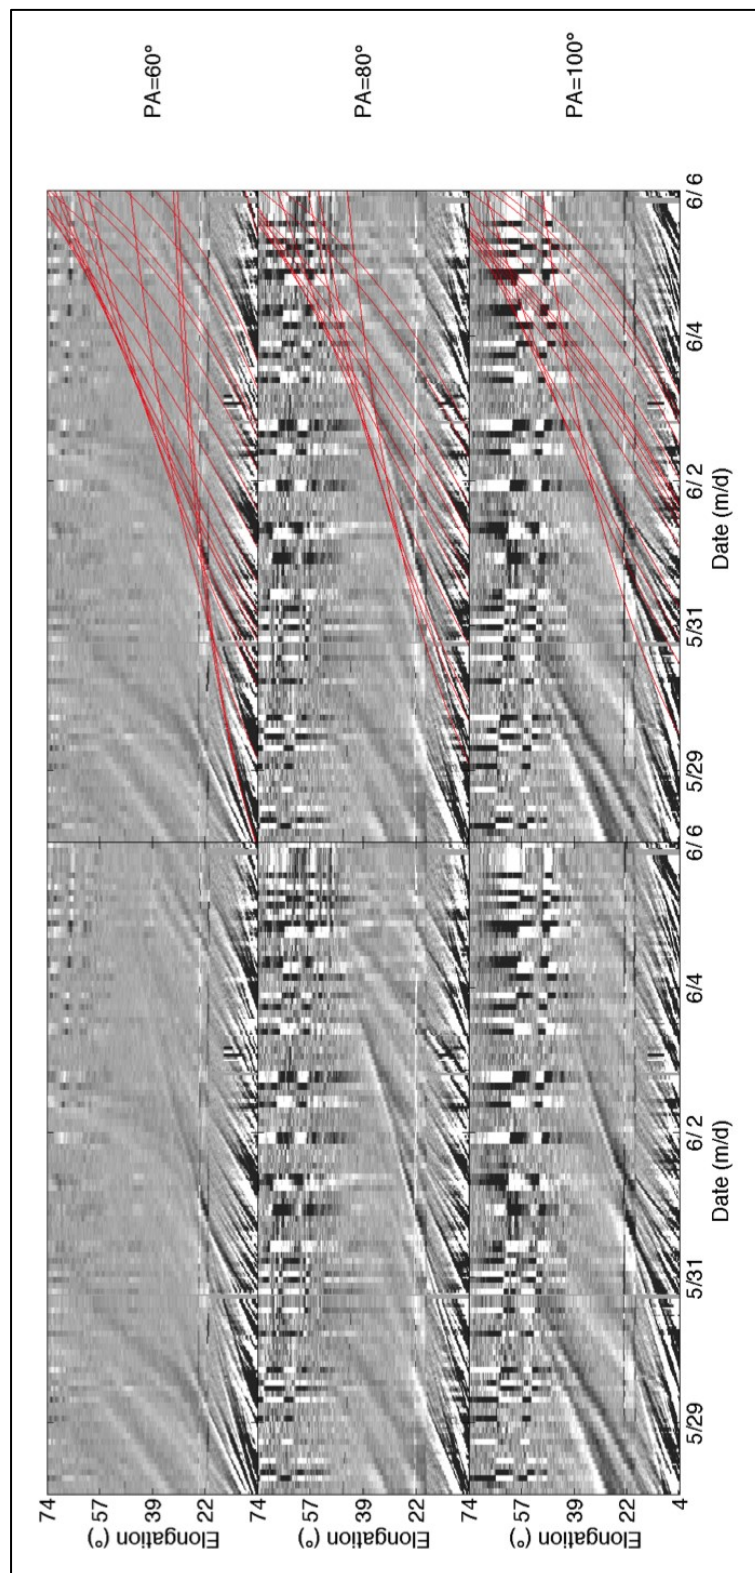 Elongation (°)
74
57
39
22
PA=60°
Elongation (°)
74
57
39
22
PA=80°
Elongation (°)
74
57
39
22
4
PA=100°
5/29 5/31 6/2 6/4 6/6 5/29 5/31 6/2 6/4 6/6
Date (m/d) Date (m/d)